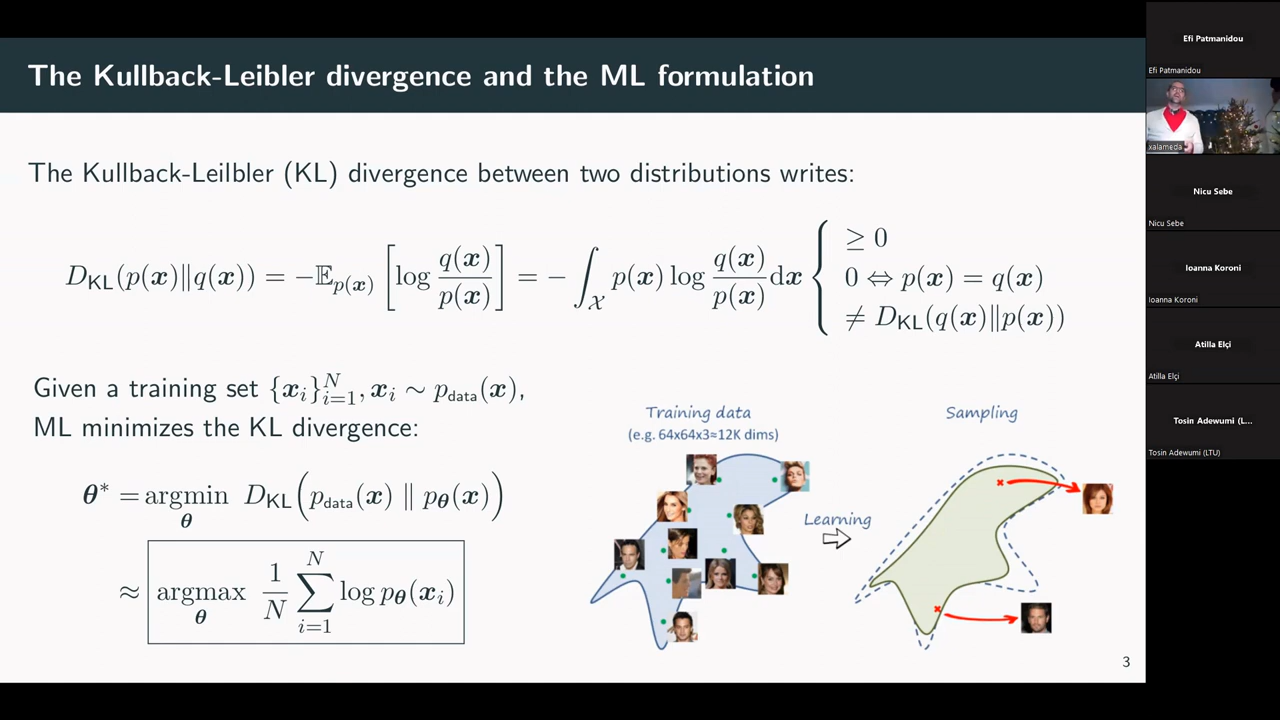 The Kullback-Leibler divergence and the ML formulation
The Kullback-Leilbler (KL) divergence between two distributions writes:
D_KL(p(x)∥q(x)) = −𝔼_p(x) [log q(x)/p(x)] = −∫_𝒳 p(x) log q(x)/p(x) dx { ≥ 0
0 ⇔ p(x) = q(x)
≠ D_KL(q(x)∥p(x))
Given a training set {x_i}_{i=1}^N, x_i ∼ p_data(x),
ML minimizes the KL divergence:
θ* = argmin_θ D_KL(p_data(x) ∥ p_θ(x))
≈ argmax_θ 1/N ∑_{i=1}^N log p_θ(x_i)
Training data
(e.g. 64x64x3≈12K dims)
Learning
Sampling
3
Efi Patmanidou
Efi Patmanidou
xalameda
Nicu Sebe
Nicu Sebe
Ioanna Koroni
Ioanna Koroni
Atilla Elçi
Atilla Elçi
Tosin Adewumi (L...
Tosin Adewumi (LTU)